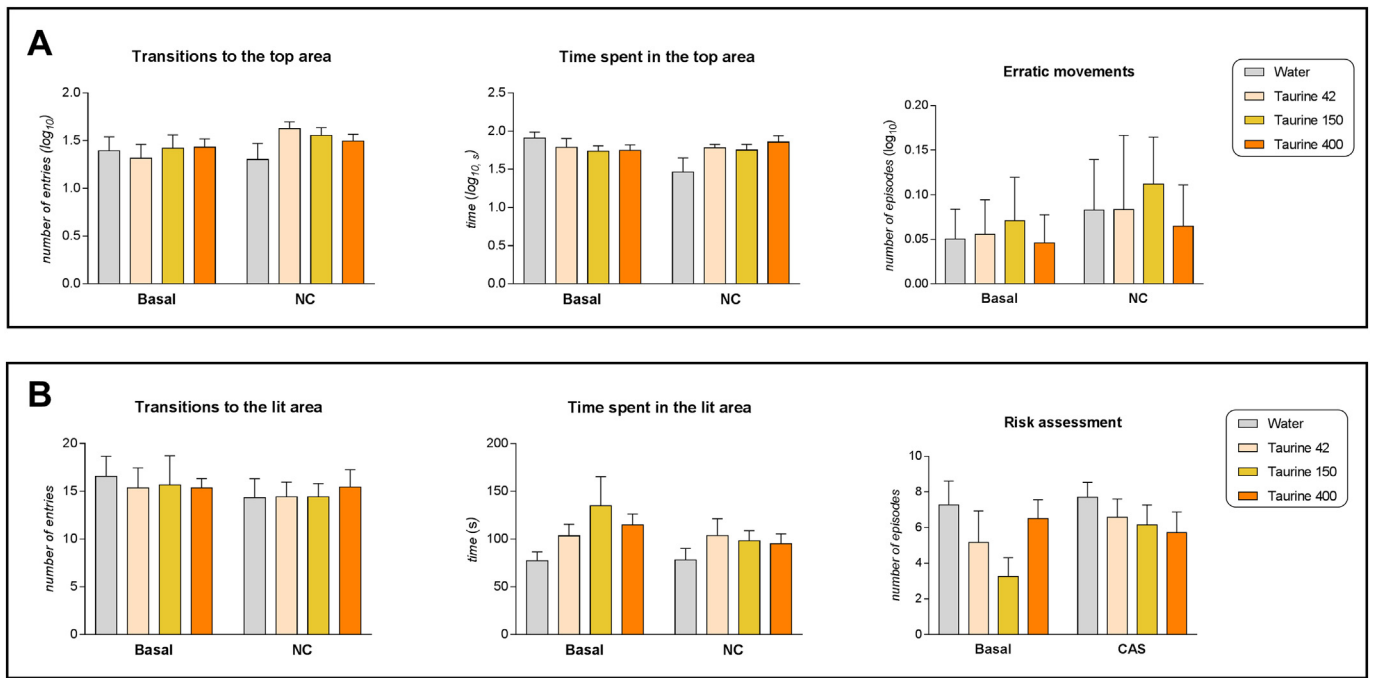 A
Transitions to the top area
number of entries (log10)
2.0
1.5
1.0
0.5
0.0
Basal
NC
Time spent in the top area
time (log10, s)
2.5
2.0
1.5
1.0
0.5
0.0
Basal
NC
Erratic movements
number of episodes (log10)
0.20
0.15
0.10
0.05
0.00
Basal
NC
Water
Taurine 42
Taurine 150
Taurine 400
B
Transitions to the lit area
number of entries
20
15
10
5
0
Basal
NC
Time spent in the lit area
time (s)
200
150
100
50
0
Basal
NC
Risk assessment
number of episodes
10
8
6
4
2
0
Basal
CAS
Water
Taurine 42
Taurine 150
Taurine 400